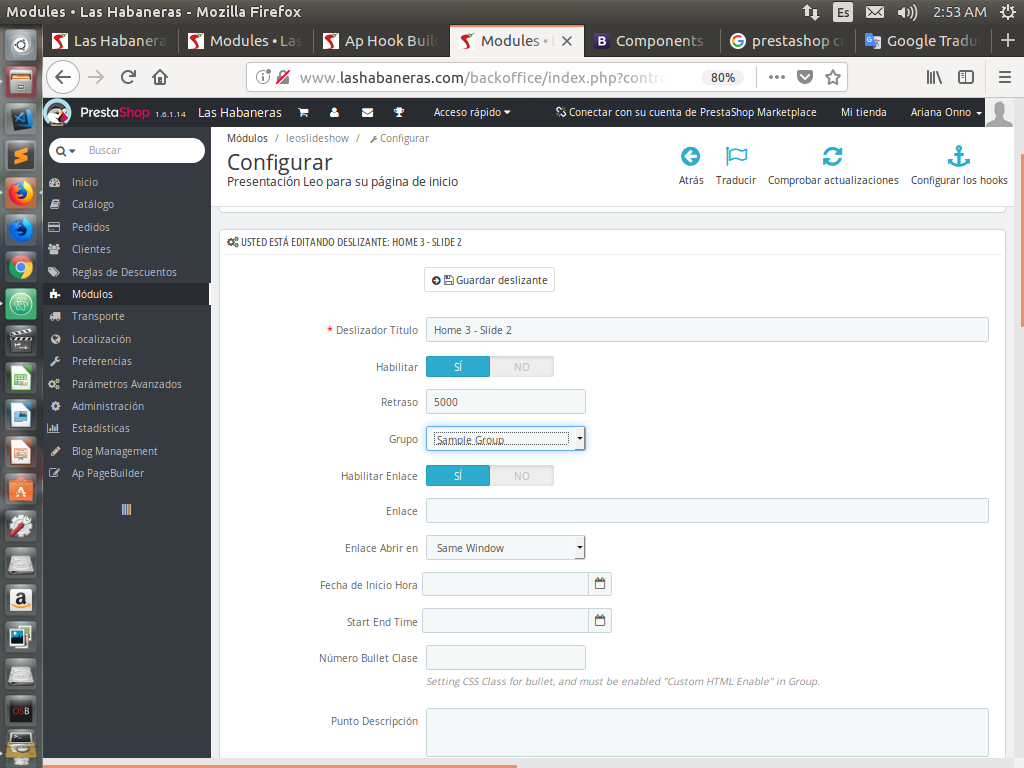 Modules • Las Habaneras - Mozilla Firefox
Es
2:53 AM
Las Habanera
Modules • Las
Ap Hook Buil
Modules • L
B Components
prestashop c
Google Tradu
www.lashabaneras.com/backoffice/index.php?contro
80%
PrestaShop 1.6.1.14
Las Habaneras
Acceso rápido
Conectar con su cuenta de PrestaShop Marketplace
Mi tienda
Ariana Onno
Buscar
Inicio
Catálogo
Pedidos
Clientes
Reglas de Descuentos
Módulos
Transporte
Localización
Preferencias
Parámetros Avanzados
Administración
Estadísticas
Blog Management
Ap PageBuilder
Módulos / leoslideshow / Configurar
Configurar
Presentación Leo para su página de inicio
Atrás
Traducir
Comprobar actualizaciones
Configurar los hooks
USTED ESTÁ EDITANDO DESLIZANTE: HOME 3 - SLIDE 2
Guardar deslizante
* Deslizador Título
Home 3 - Slide 2
Habilitar
SÍ
NO
Retraso
5000
Grupo
Sample Group
Habilitar Enlace
SÍ
NO
Enlace
Enlace Abrir en
Same Window
Fecha de Inicio Hora
Start End Time
Número Bullet Clase
Setting CSS Class for bullet, and must be enabled "Custom HTML Enable" in Group.
Punto Descripción
a
OSB